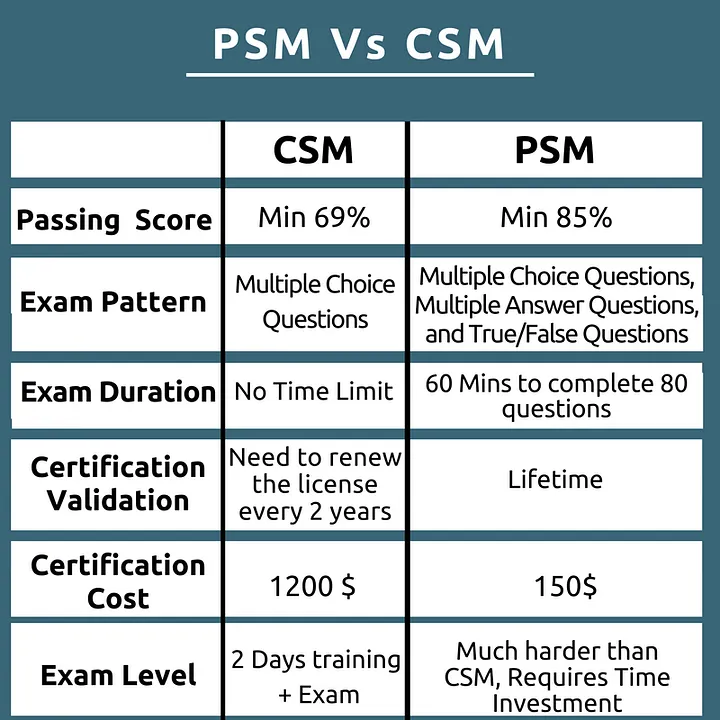 PSM Vs CSM
CSM
PSM
Passing Score
Min 69%
Min 85%
Exam Pattern
Multiple Choice
Questions
Multiple Choice Questions,
Multiple Answer Questions,
and True/False Questions
Exam Duration
No Time Limit
60 Mins to complete 80
questions
Certification
Validation
Need to renew
the license
every 2 years
Lifetime
Certification
Cost
1200 $
150$
Exam Level
2 Days training
+ Exam
Much harder than
CSM, Requires Time
Investment